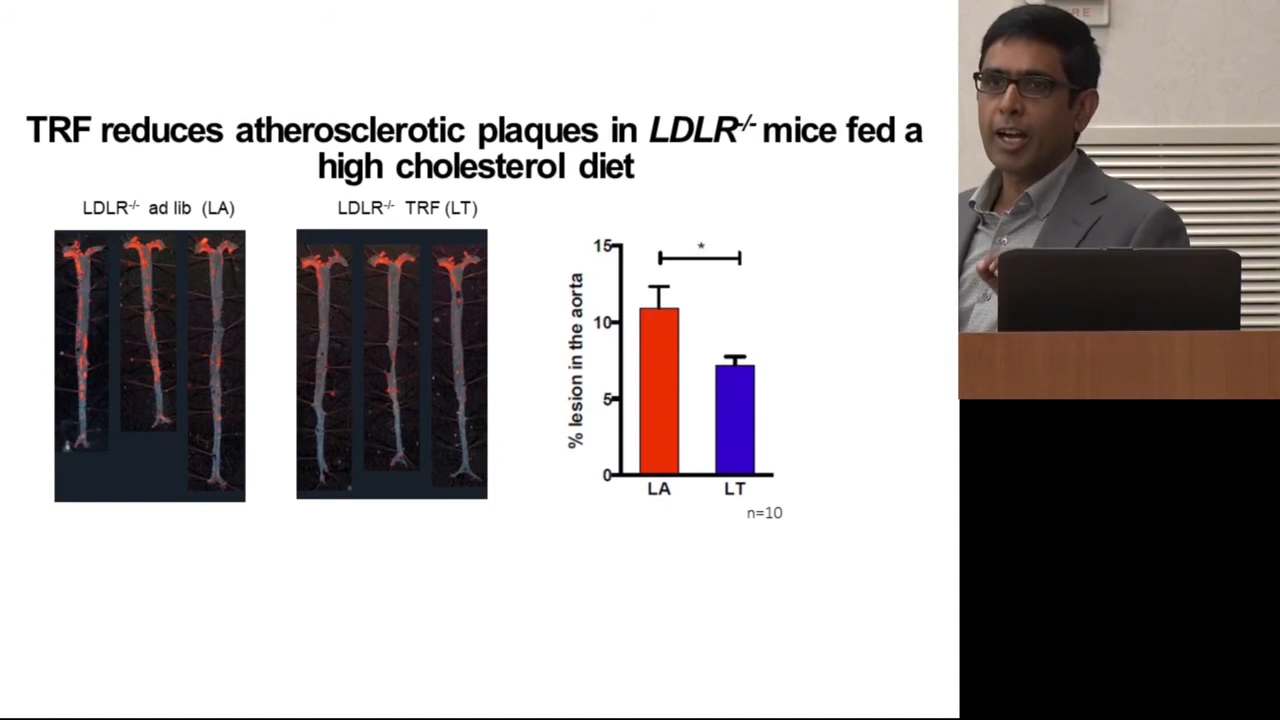 TRF reduces atherosclerotic plaques in LDLR-/- mice fed a
high cholesterol diet
LDLR-/- ad lib (LA)
LDLR-/- TRF (LT)
% lesion in the aorta
15
10
5
0
*
LA
LT
n=10